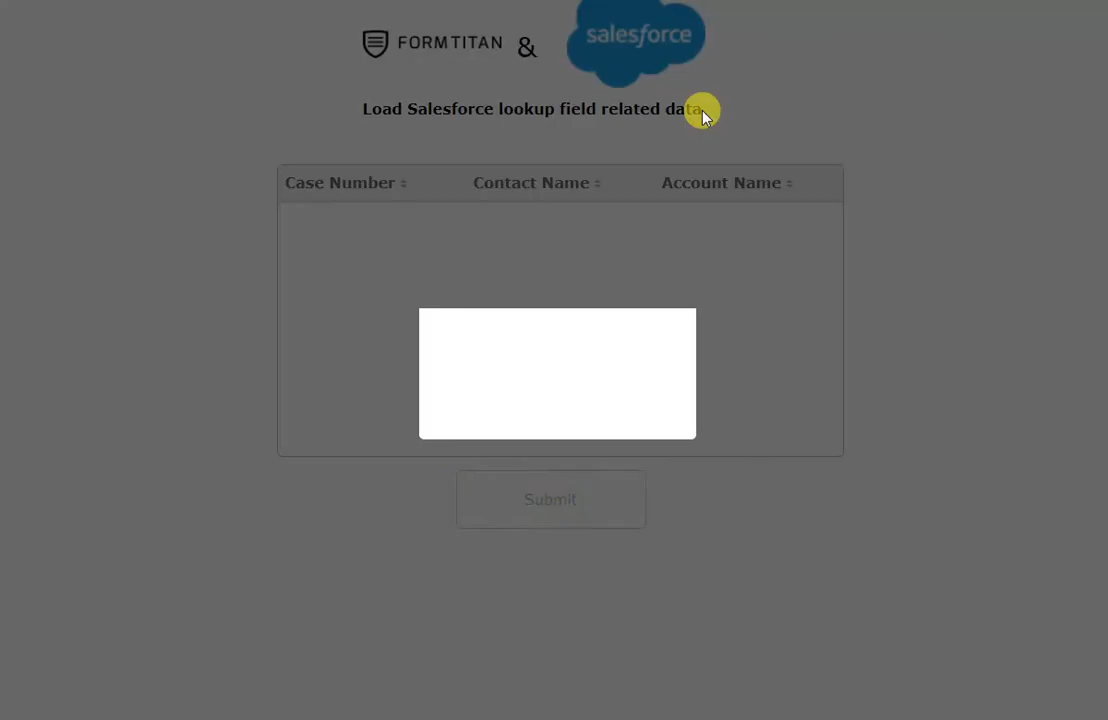 FORMTITAN & salesforce
Load Salesforce lookup field related data
Case Number Contact Name Account Name
Submit